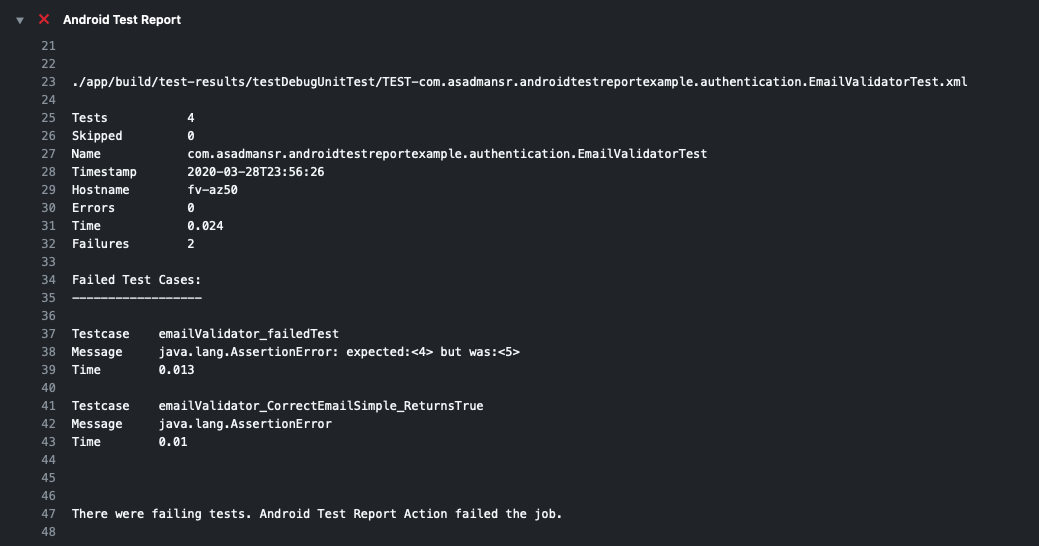 Android Test Report
21
22
23 ./app/build/test-results/testDebugUnitTest/TEST-com.asadmansr.androidtestreportexample.authentication.EmailValidatorTest.xml
24
25 Tests 4
26 Skipped 0
27 Name com.asadmansr.androidtestreportexample.authentication.EmailValidatorTest
28 Timestamp 2020-03-28T23:56:26
29 Hostname fv-az50
30 Errors 0
31 Time 0.024
32 Failures 2
33
34 Failed Test Cases:
35 ------------------
36
37 Testcase emailValidator_failedTest
38 Message java.lang.AssertionError: expected:<4> but was:<5>
39 Time 0.013
40
41 Testcase emailValidator_CorrectEmailSimple_ReturnsTrue
42 Message java.lang.AssertionError
43 Time 0.01
44
45
46
47 There were failing tests. Android Test Report Action failed the job.
48